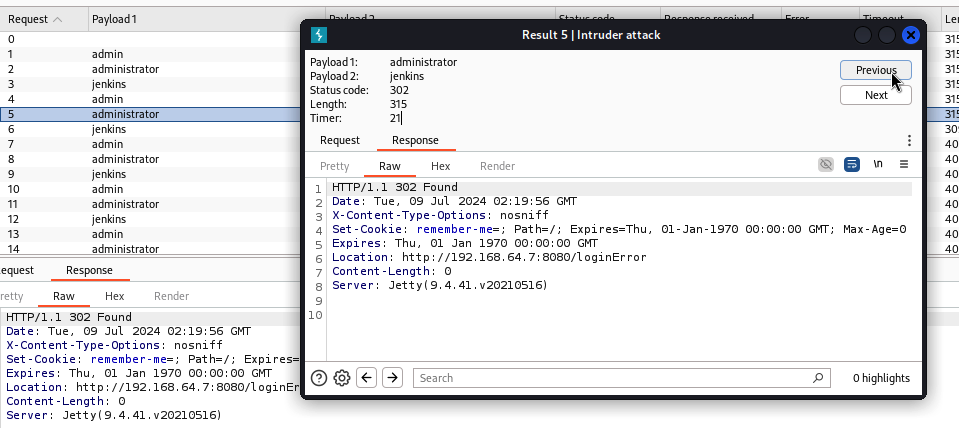 Request Payload 1 Payload 2 Status code Response received Error Timeout Len
0 315
1 admin 315
2 administrator 315
3 jenkins 315
4 admin 315
5 administrator 315
6 jenkins 309
7 admin 40
8 administrator 40
9 jenkins 40
10 admin 40
11 administrator 40
12 jenkins 40
13 admin 40
14 administrator 40
equest Response
retty Raw Hex Render
HTTP/1.1 302 Found
Date: Tue, 09 Jul 2024 02:19:56 GMT
X-Content-Type-Options: nosniff
Set-Cookie: remember-me=; Path=/; Expires=
Expires: Thu, 01 Jan 1970 00:00:00 GMT
Location: http://192.168.64.7:8080/loginEr
Content-Length: 0
Server: Jetty(9.4.41.v20210516)
Result 5 | Intruder attack
Payload 1: administrator
Payload 2: jenkins
Status code: 302
Length: 315
Timer: 21
Previous
Next
Request Response
Pretty Raw Hex Render \n
1 HTTP/1.1 302 Found
2 Date: Tue, 09 Jul 2024 02:19:56 GMT
3 X-Content-Type-Options: nosniff
4 Set-Cookie: remember-me=; Path=/; Expires=Thu, 01-Jan-1970 00:00:00 GMT; Max-Age=0
5 Expires: Thu, 01 Jan 1970 00:00:00 GMT
6 Location: http://192.168.64.7:8080/loginError
7 Content-Length: 0
8 Server: Jetty(9.4.41.v20210516)
9
10
Search 0 highlights